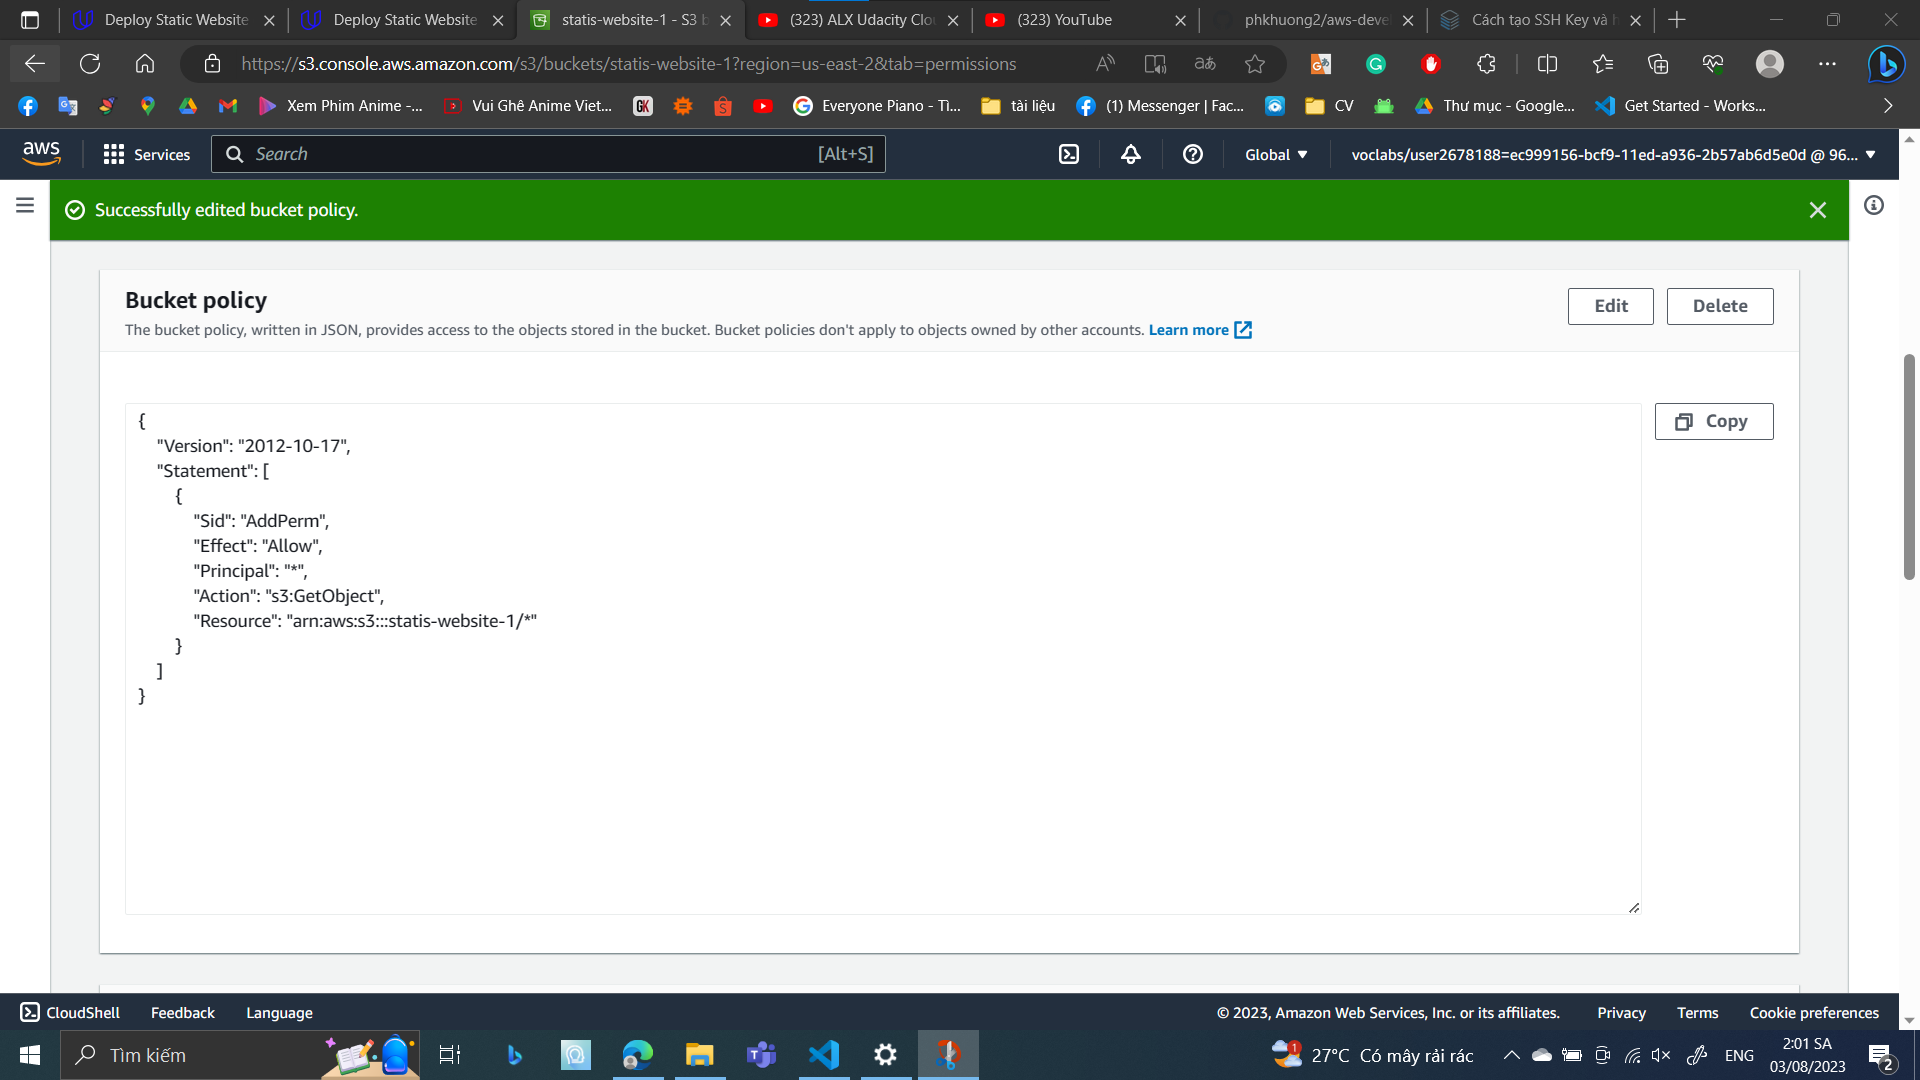 Deploy Static Website
Deploy Static Website
statis-website-1 - S3 b
(323) ALX Udacity Clou
(323) YouTube
phkhuong2/aws-devel
Cách tạo SSH Key và h
https://s3.console.aws.amazon.com/s3/buckets/statis-website-1?region=us-east-2&tab=permissions
Xem Phim Anime -...
Vui Ghê Anime Viet...
Everyone Piano - Tì...
tài liệu
(1) Messenger | Fac...
CV
Thư mục - Google...
Get Started - Works...
aws
Services
Search
[Alt+S]
Global
voclabs/user2678188=ec999156-bcf9-11ed-a936-2b57ab6d5e0d @ 96...
Successfully edited bucket policy.
Bucket policy
Edit
Delete
The bucket policy, written in JSON, provides access to the objects stored in the bucket. Bucket policies don't apply to objects owned by other accounts. Learn more
Copy
{
"Version": "2012-10-17",
"Statement": [
{
"Sid": "AddPerm",
"Effect": "Allow",
"Principal": "*",
"Action": "s3:GetObject",
"Resource": "arn:aws:s3:::statis-website-1/*"
}
]
}
CloudShell
Feedback
Language
© 2023, Amazon Web Services, Inc. or its affiliates.
Privacy
Terms
Cookie preferences
Tìm kiếm
1
27°C Có mây rải rác
ENG
2:01 SA
03/08/2023
2